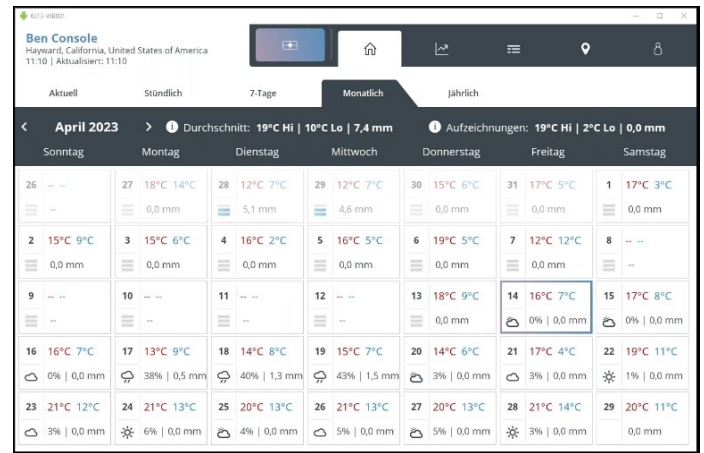 6313-WB801
Ben Console
Hayward, California, United States of America
11:10 | Aktualisiert: 11:10
Aktuell Stündlich 7-Tage Monatlich Jährlich
< April 2023 > Durchschnitt: 19°C Hi | 10°C Lo | 7,4 mm Aufzeichnungen: 19°C Hi | 2°C Lo | 0,0 mm
Sonntag Montag Dienstag Mittwoch Donnerstag Freitag Samstag
26 -- -- 27 18°C 14°C 28 12°C 7°C 29 12°C 7°C 30 15°C 6°C 31 17°C 5°C 1 17°C 3°C
-- 0,0 mm 5,1 mm 4,6 mm 0,0 mm 0,0 mm 0,0 mm
2 15°C 9°C 3 15°C 6°C 4 16°C 2°C 5 16°C 5°C 6 19°C 5°C 7 12°C 12°C 8 -- --
0,0 mm 0,0 mm 0,0 mm 0,0 mm 0,0 mm 0,0 mm --
9 -- -- 10 -- -- 11 -- -- 12 -- -- 13 18°C 9°C 14 16°C 7°C 15 17°C 8°C
-- -- -- -- 0,0 mm 0% | 0,0 mm 0% | 0,0 mm
16 16°C 7°C 17 13°C 9°C 18 14°C 8°C 19 15°C 7°C 20 14°C 6°C 21 17°C 4°C 22 19°C 11°C
0% | 0,0 mm 38% | 0,5 mm 40% | 1,3 mm 43% | 1,5 mm 3% | 0,0 mm 3% | 0,0 mm 1% | 0,0 mm
23 21°C 12°C 24 21°C 13°C 25 20°C 13°C 26 21°C 13°C 27 20°C 13°C 28 21°C 14°C 29 20°C 11°C
3% | 0,0 mm 6% | 0,0 mm 4% | 0,0 mm 5% | 0,0 mm 5% | 0,0 mm 3% | 0,0 mm 0,0 mm